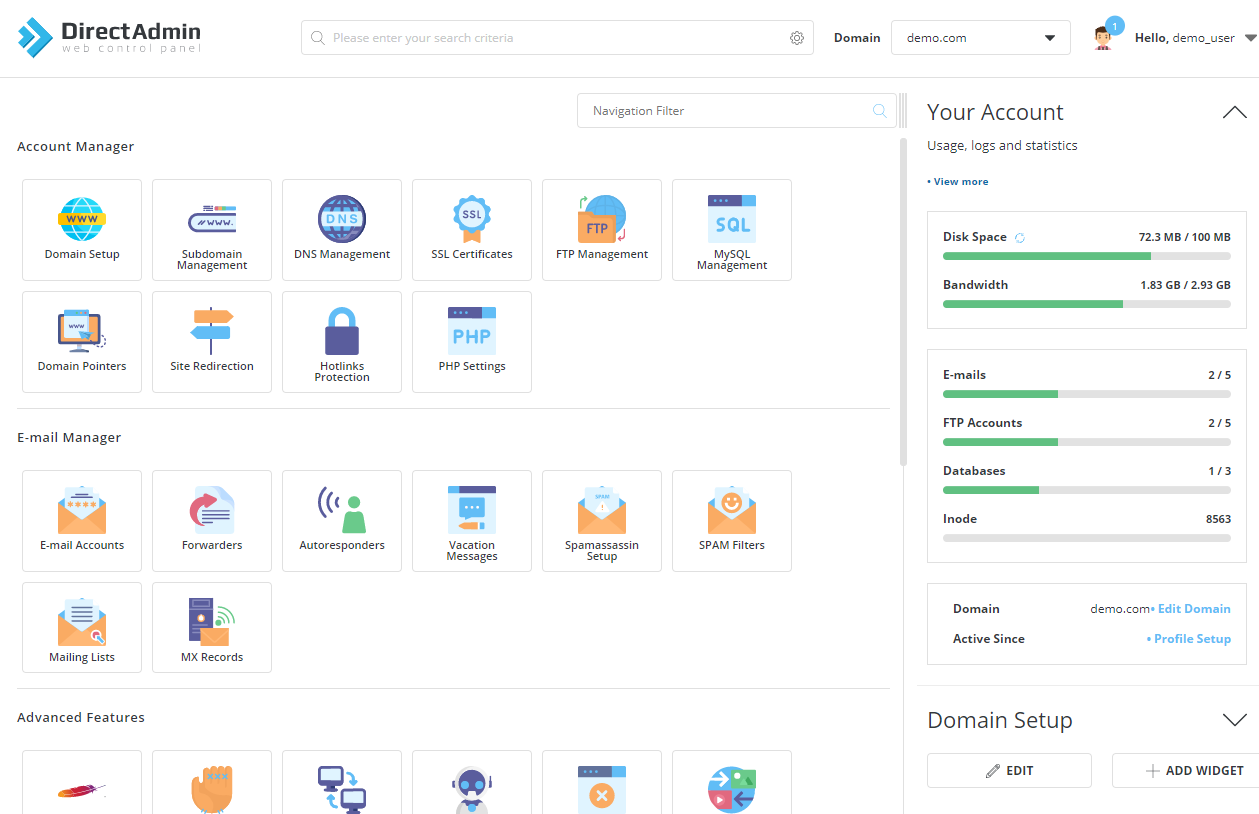 DirectAdmin
web control panel
Please enter your search criteria
Domain
demo.com
1
Hello, demo_user
Navigation Filter
Account Manager
WWW
Domain Setup
//WWW.
Subdomain
Management
DNS
DNS Management
SSL
SSL Certificates
FTP
FTP Management
SQL
MySQL
Management
WWW
Domain Pointers
Site Redirection
Hotlinks
Protection
PHP
PHP Settings
E-mail Manager
****
E-mail Accounts
Forwarders
Autoresponders
Vacation
Messages
SPAM
Spamassassin
Setup
SPAM Filters
Mailing Lists
MX Records
Advanced Features
XXX
Your Account
Usage, logs and statistics
• View more
Disk Space 72.3 MB / 100 MB
Bandwidth 1.83 GB / 2.93 GB
E-mails 2 / 5
FTP Accounts 2 / 5
Databases 1 / 3
Inode 8563
Domain demo.com• Edit Domain
Active Since • Profile Setup
Domain Setup
EDIT
ADD WIDGET